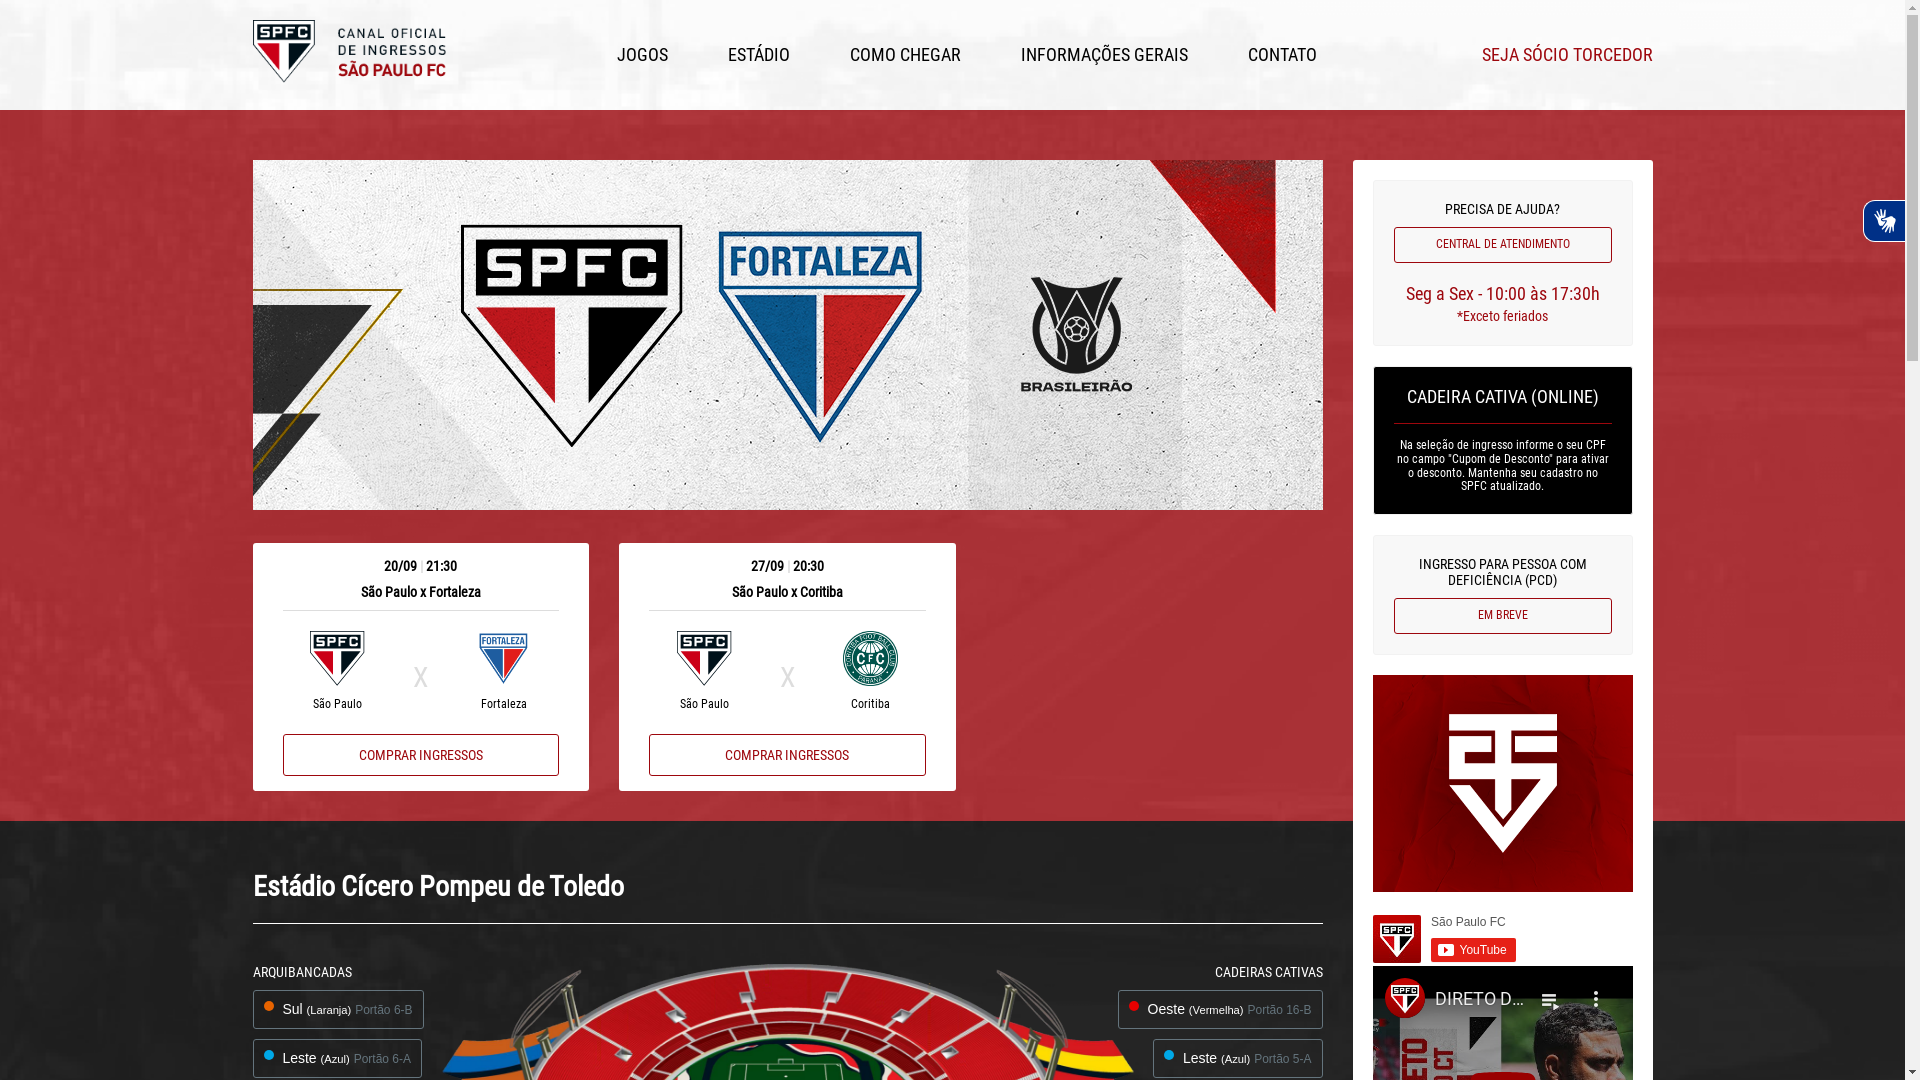 SPFC
CANAL OFICIAL
DE INGRESSOS
SÃO PAULO FC
JOGOS
ESTÁDIO
COMO CHEGAR
INFORMAÇÕES GERAIS
CONTATO
SEJA SÓCIO TORCEDOR
SPFC
FORTALEZA
BRASILEIRÃO
20/09 | 21:30
São Paulo x Fortaleza
SPFC
X
FORTALEZA
São Paulo
Fortaleza
COMPRAR INGRESSOS
27/09 | 20:30
São Paulo x Coritiba
SPFC
X
CFC
São Paulo
Coritiba
COMPRAR INGRESSOS
PRECISA DE AJUDA?
CENTRAL DE ATENDIMENTO
Seg a Sex - 10:00 às 17:30h
*Exceto feriados
CADEIRA CATIVA (ONLINE)
Na seleção de ingresso informe o seu CPF
no campo "Cupom de Desconto" para ativar
o desconto. Mantenha seu cadastro no
SPFC atualizado.
INGRESSO PARA PESSOA COM
DEFICIÊNCIA (PCD)
EM BREVE
SPFC
São Paulo FC
YouTube
SPFC
DIRETO D...
Estádio Cícero Pompeu de Toledo
ARQUIBANCADAS
Sul (Laranja) Portão 6-B
Leste (Azul) Portão 6-A
CADEIRAS CATIVAS
Oeste (Vermelha) Portão 16-B
Leste (Azul) Portão 5-A